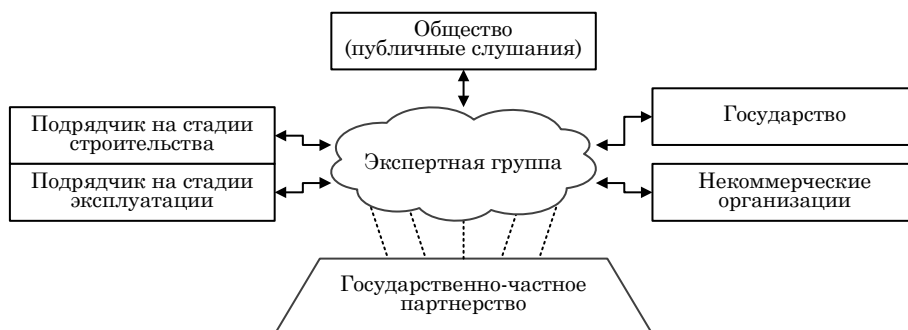 Общество
(публичные слушания)
Подрядчик на стадии
строительства
Подрядчик на стадии
эксплуатации
Экспертная группа
Государство
Некоммерческие
организации
Государственно-частное
партнерство